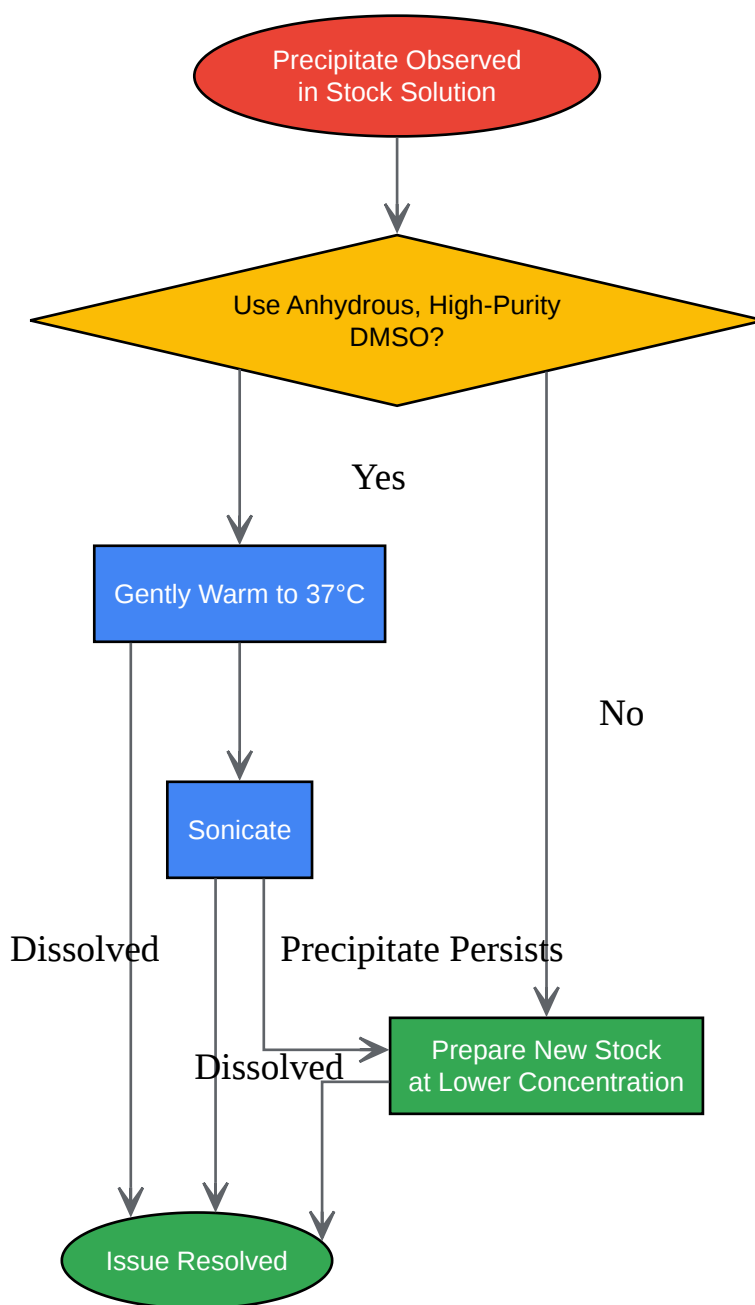 Precipitate Observed
in Stock Solution
Use Anhydrous, High-Purity
DMSO?
Yes
Gently Warm to 37°C
No
Sonicate
Dissolved
Precipitate Persists
Prepare New Stock
at Lower Concentration
Dissolved
Issue Resolved